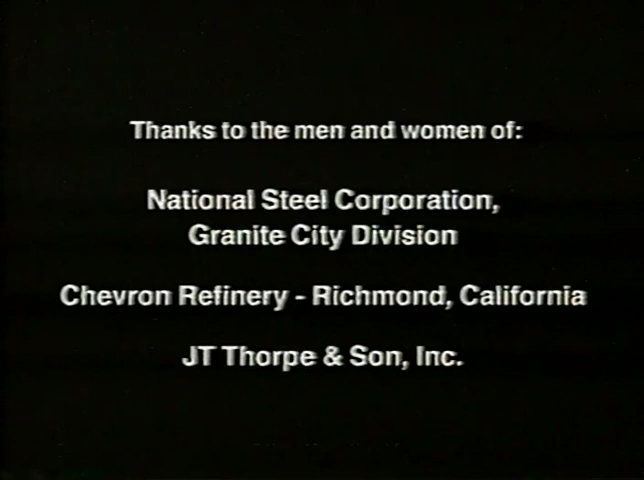 Thanks to the men and women of:
National Steel Corporation,
Granite City Division
Chevron Refinery - Richmond, California
JT Thorpe & Son, Inc.